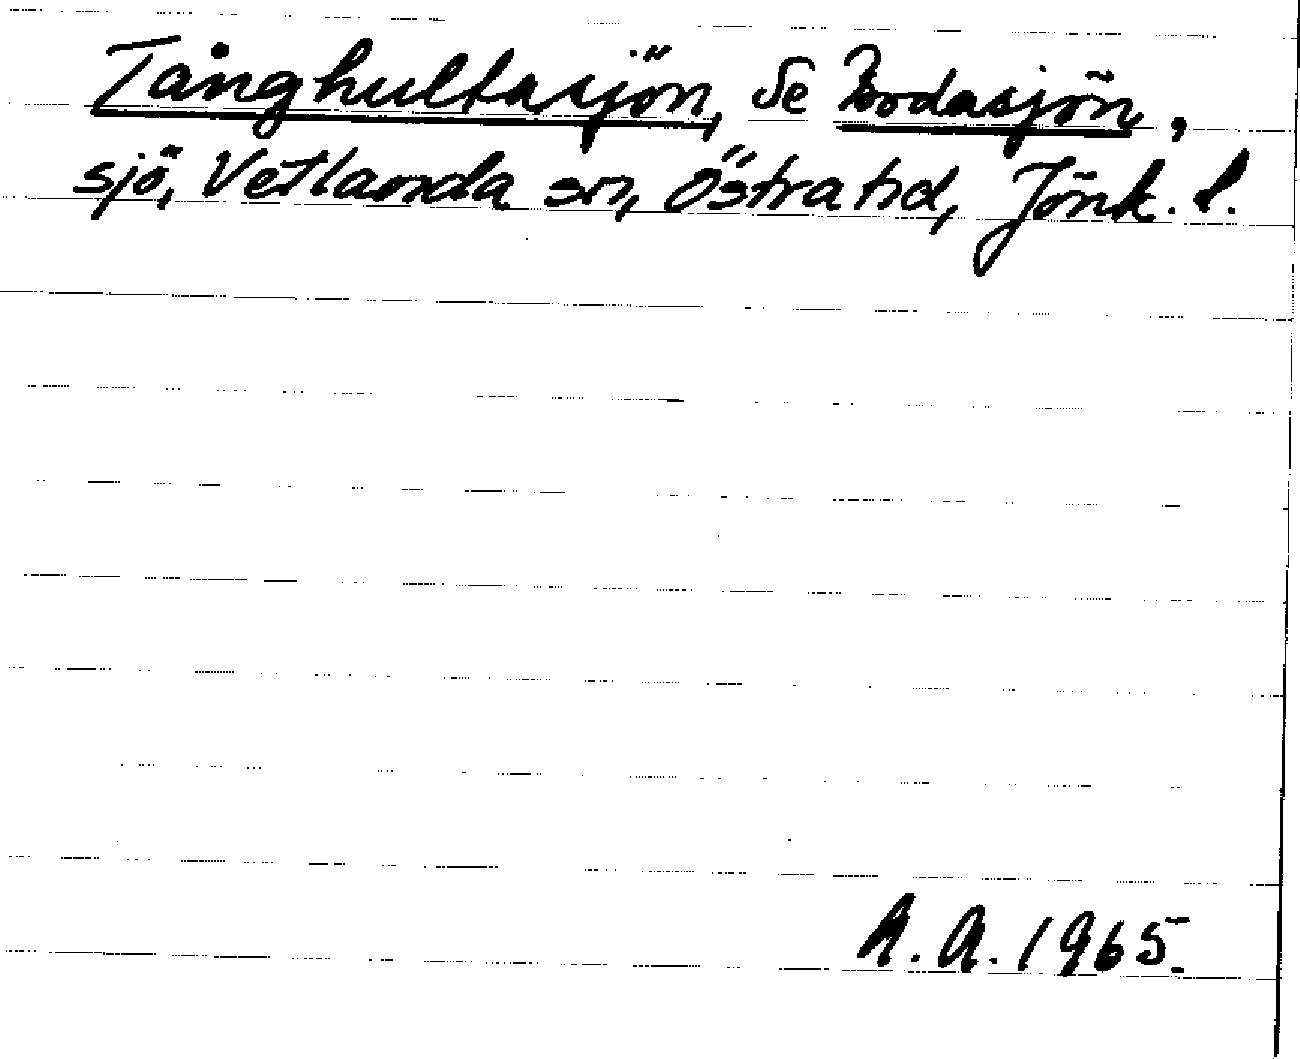 Tånghultasjön, Se Bodasjön,
sjö, Vetlanda sn, Östra hd, Jönk. l.
A.A. 1965.